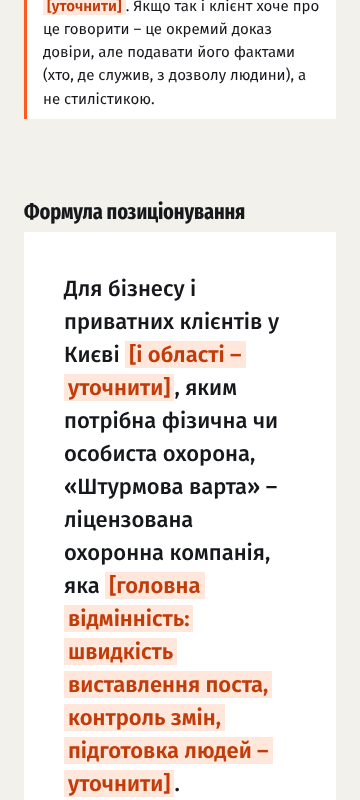 [уточнити]. Якщо так і клієнт хоче про
це говорити – це окремий доказ
довіри, але подавати його фактами
(хто, де служив, з дозволу людини), а
не стилістикою.
Формула позиціонування
Для бізнесу і
приватних клієнтів у
Києві [і області –
уточнити], яким
потрібна фізична чи
особиста охорона,
«Штурмова варта» –
ліцензована
охоронна компанія,
яка [головна
відмінність:
швидкість
виставлення поста,
контроль змін,
підготовка людей –
уточнити].